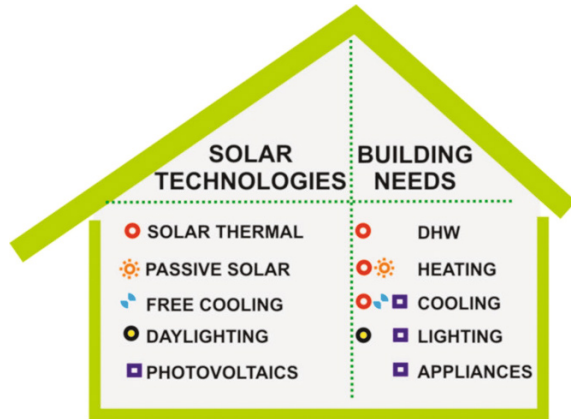 SOLAR
TECHNOLOGIES
BUILDING
NEEDS
SOLAR THERMAL
DHW
PASSIVE SOLAR
HEATING
FREE COOLING
COOLING
DAYLIGHTING
LIGHTING
PHOTOVOLTAICS
APPLIANCES